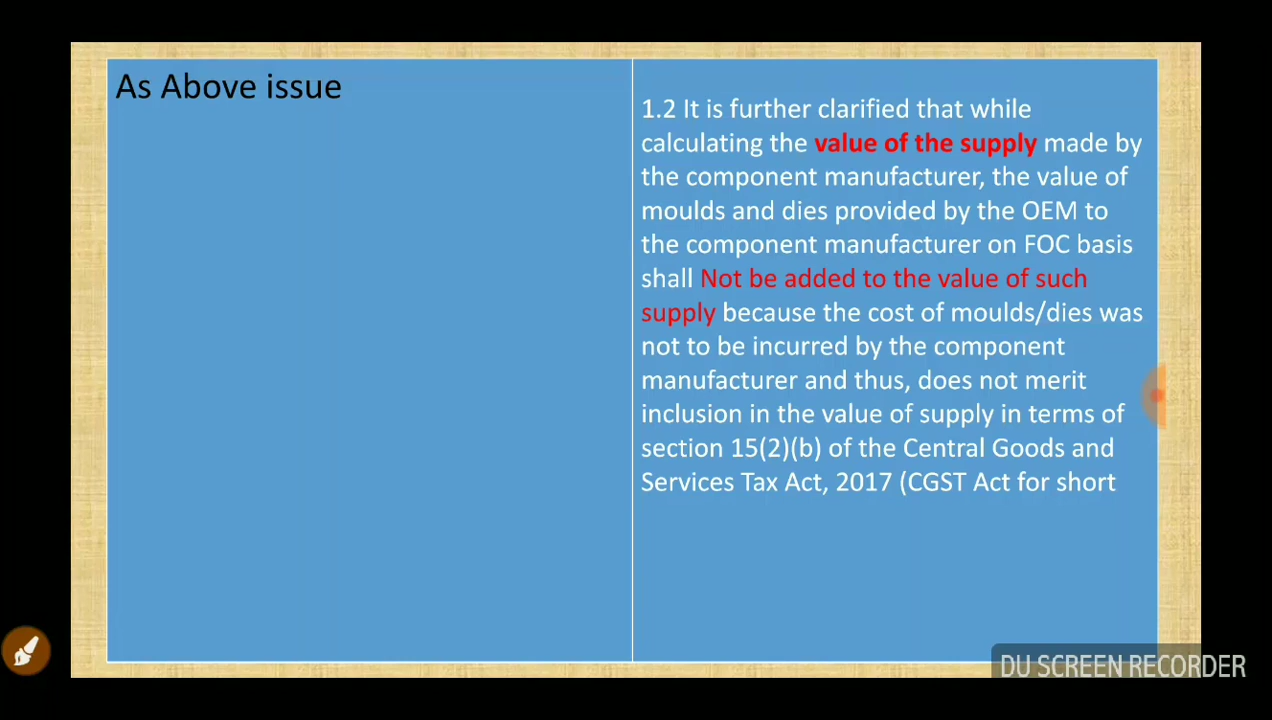 As Above issue
1.2 It is further clarified that while
calculating the value of the supply made by
the component manufacturer, the value of
moulds and dies provided by the OEM to
the component manufacturer on FOC basis
shall Not be added to the value of such
supply because the cost of moulds/dies was
not to be incurred by the component
manufacturer and thus, does not merit
inclusion in the value of supply in terms of
section 15(2)(b) of the Central Goods and
Services Tax Act, 2017 (CGST Act for short
DU SCREEN RECORDER